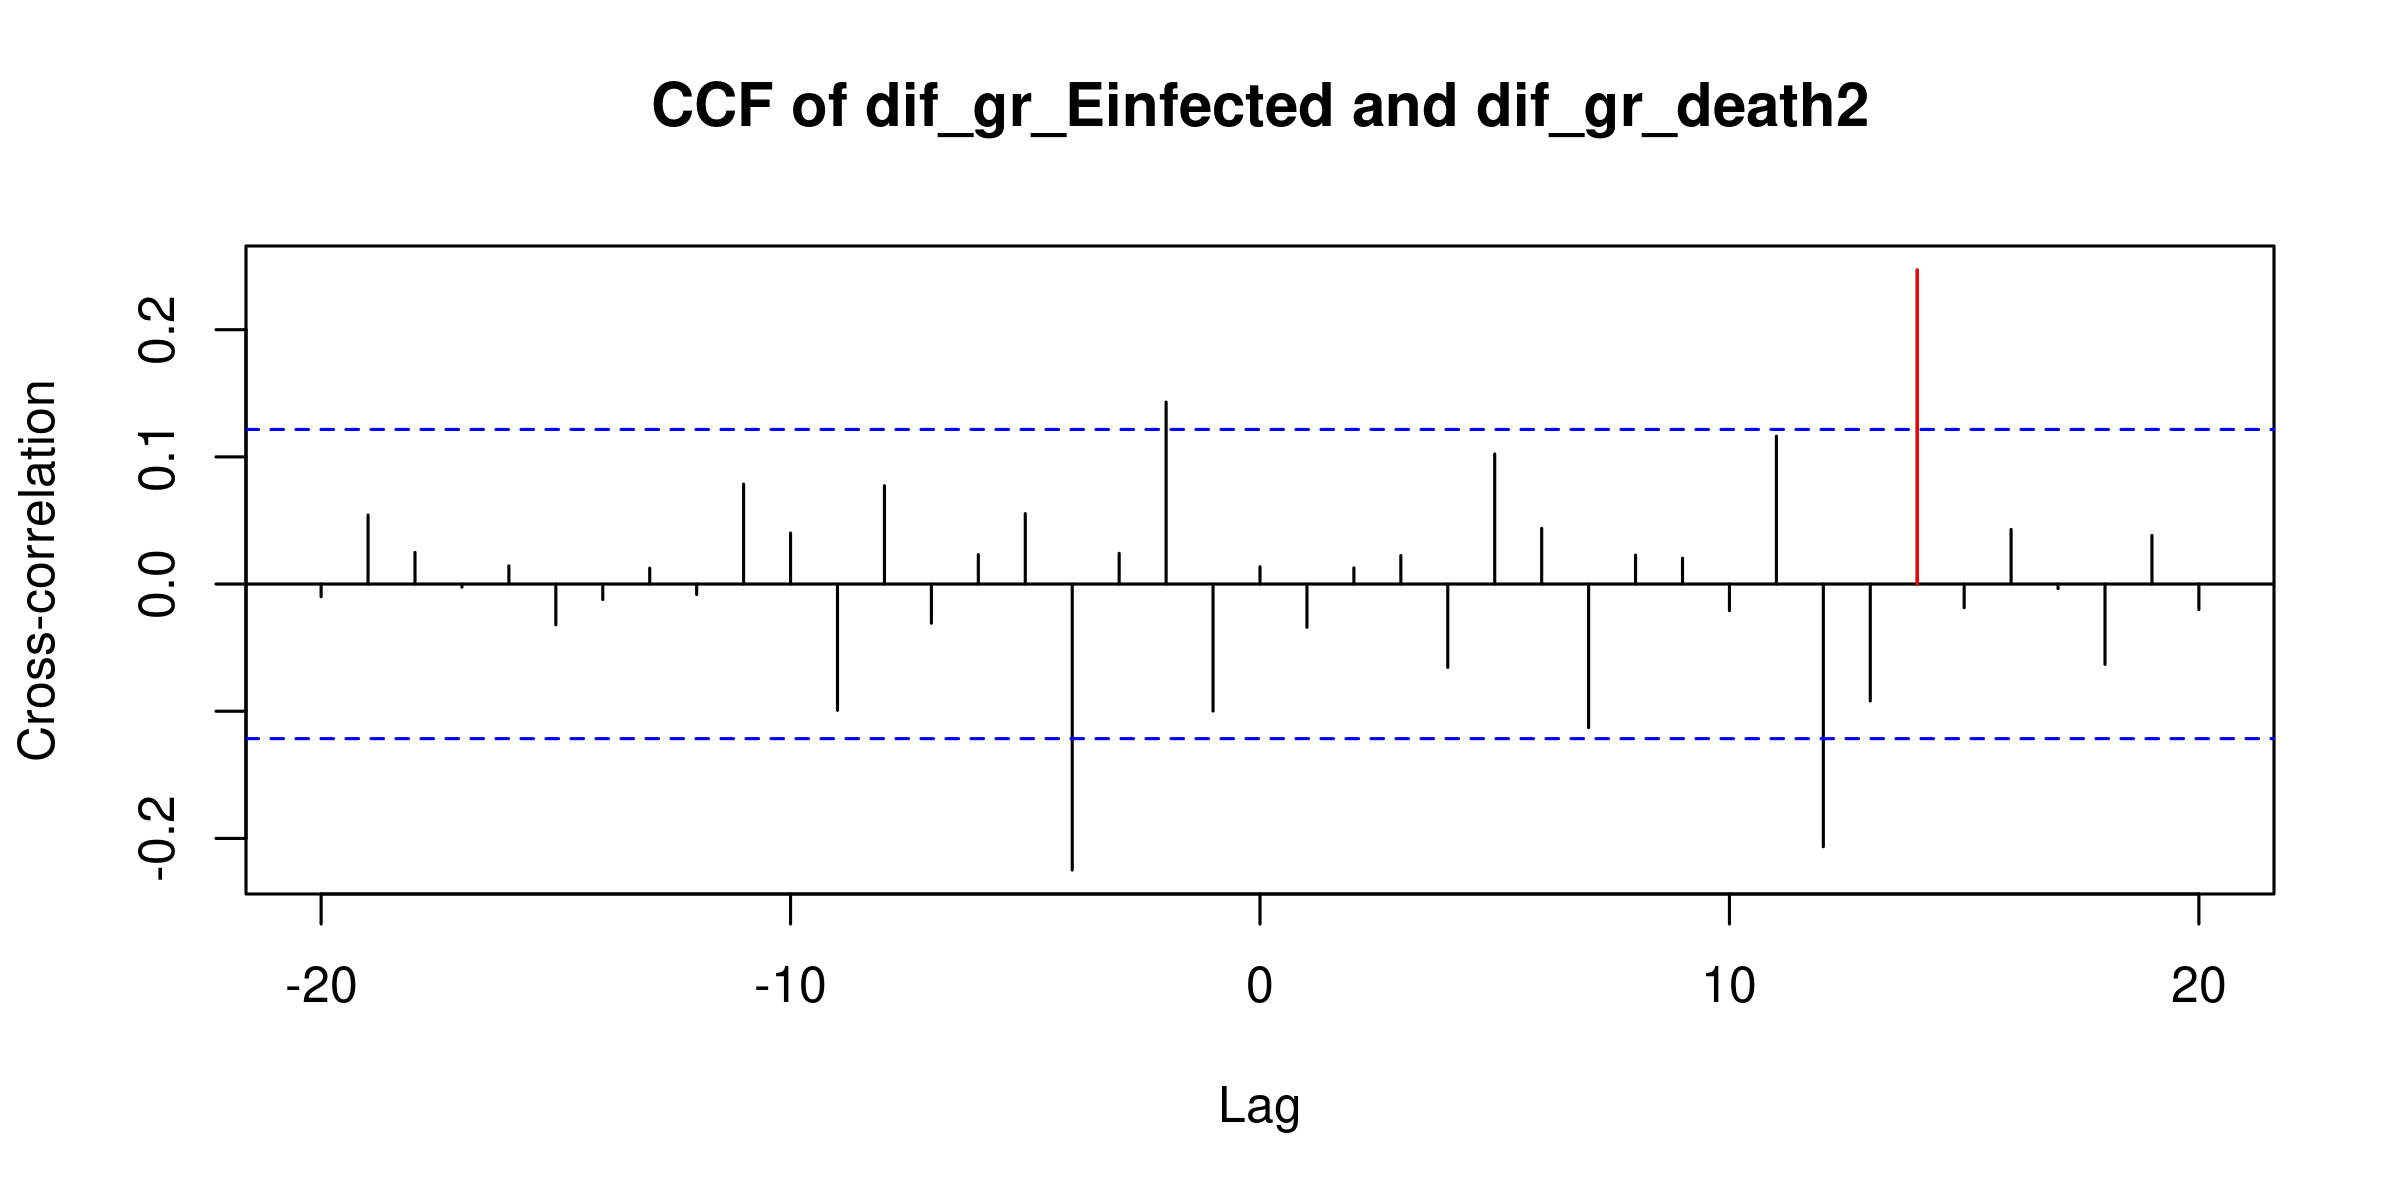 CCF of dif_gr_Einfected and dif_gr_death2
Cross-correlation
0.2
0.1
0.0
-0.2
-20 -10 0 10 20
Lag